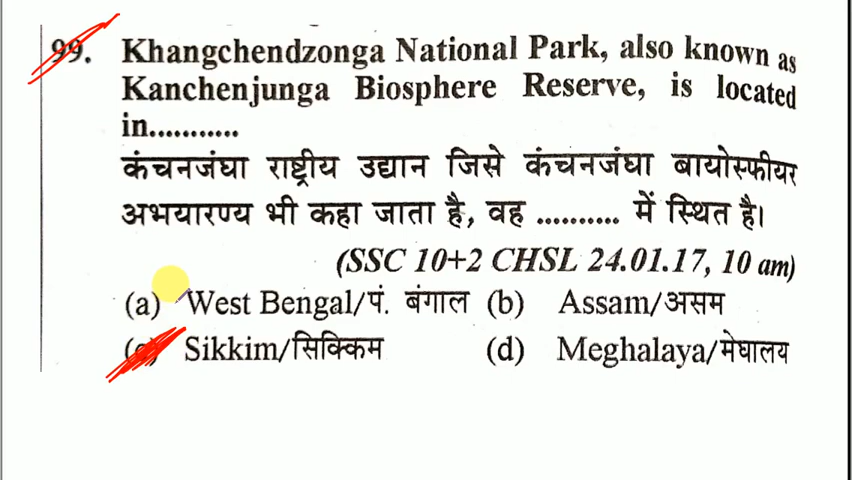 99. Khangchendzonga National Park, also known as
Kanchenjunga Biosphere Reserve, is located
in...........
कंचनजंघा राष्ट्रीय उद्यान जिसे कंचनजंघा बायोस्फीयर
अभयारण्य भी कहा जाता है, वह .......... में स्थित है।
(SSC 10+2 CHSL 24.01.17, 10 am)
(a) West Bengal/पं. बंगाल (b) Assam/असम
(c) Sikkim/सिक्किम (d) Meghalaya/मेघालय